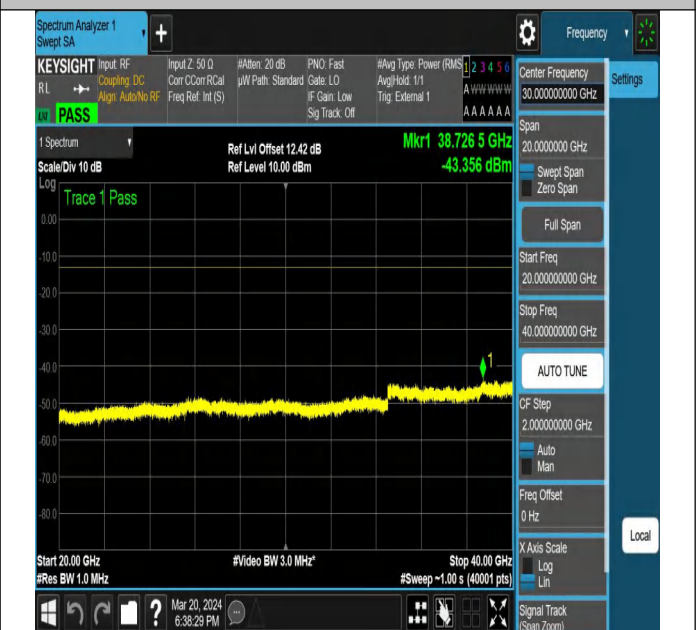 Spectrum Analyzer 1
Swept SA
+
Frequency
KEYSIGHT
RL
PASS
Input: RF
Coupling: DC
Align: Auto/No RF
Input Z: 50 Ω
Corr CCorr RCal
Freq Ref: Int (S)
#Atten: 20 dB
µW Path: Standard
PNO: Fast
Gate: LO
IF Gain: Low
Sig Track: Off
#Avg Type: Power (RMS
Avg|Hold: 1/1
Trig: External 1
1 2 3 4 5 6
A W W W W W
A A A A A A
1 Spectrum
Scale/Div 10 dB
Ref Lvl Offset 12.42 dB
Ref Level 10.00 dBm
Mkr1 38.726 5 GHz
-43.356 dBm
Log
Trace 1 Pass
0.00
-10.0
-20.0
-30.0
-40.0
-50.0
-60.0
-70.0
-80.0
1
Start 20.00 GHz
#Res BW 1.0 MHz
#Video BW 3.0 MHz*
Stop 40.00 GHz
#Sweep ~1.00 s (40001 pts)
?
Mar 20, 2024
6:38:29 PM
Center Frequency
30.000000000 GHz
Settings
Span
20.0000000 GHz
Swept Span
Zero Span
Full Span
Start Freq
20.000000000 GHz
Stop Freq
40.000000000 GHz
AUTO TUNE
CF Step
2.000000000 GHz
Auto
Man
Freq Offset
0 Hz
X Axis Scale
Log
Lin
Local
Signal Track
(Span Zoom)